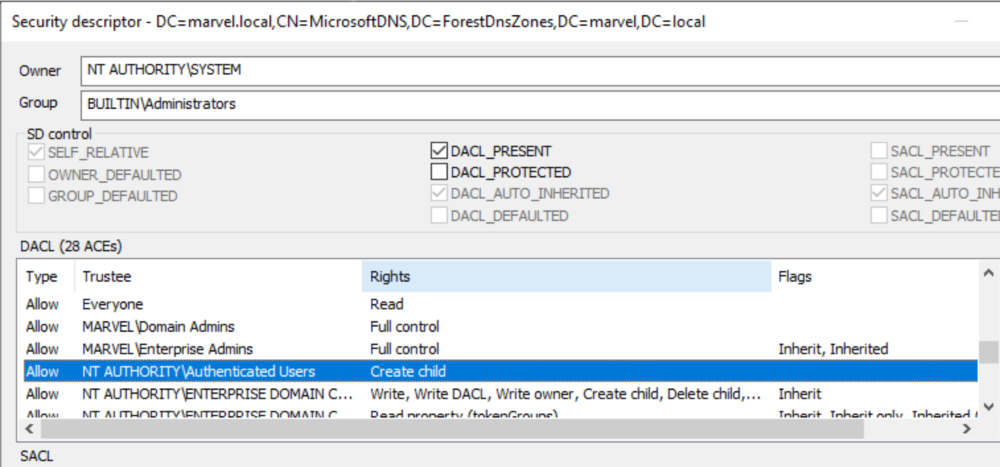 Security descriptor - DC=marvel.local,CN=MicrosoftDNS,DC=ForestDnsZones,DC=marvel,DC=local
Owner NT AUTHORITY\SYSTEM
Group BUILTIN\Administrators
SD control
SELF_RELATIVE DACL_PRESENT SACL_PRESENT
OWNER_DEFAULTED DACL_PROTECTED SACL_PROTECTE
GROUP_DEFAULTED DACL_AUTO_INHERITED SACL_AUTO_INH
DACL_DEFAULTED SACL_DEFAULTED
DACL (28 ACEs)
Type Trustee Rights Flags
Allow Everyone Read
Allow MARVEL\Domain Admins Full control
Allow MARVEL\Enterprise Admins Full control Inherit, Inherited
Allow NT AUTHORITY\Authenticated Users Create child
Allow NT AUTHORITY\ENTERPRISE DOMAIN C... Write, Write DACL, Write owner, Create child, Delete child,... Inherit
Allow NT AUTHORITY\ENTERPRISE DOMAIN C... Read property (tokenGroups) Inherit, Inherit only, Inherited (
SACL